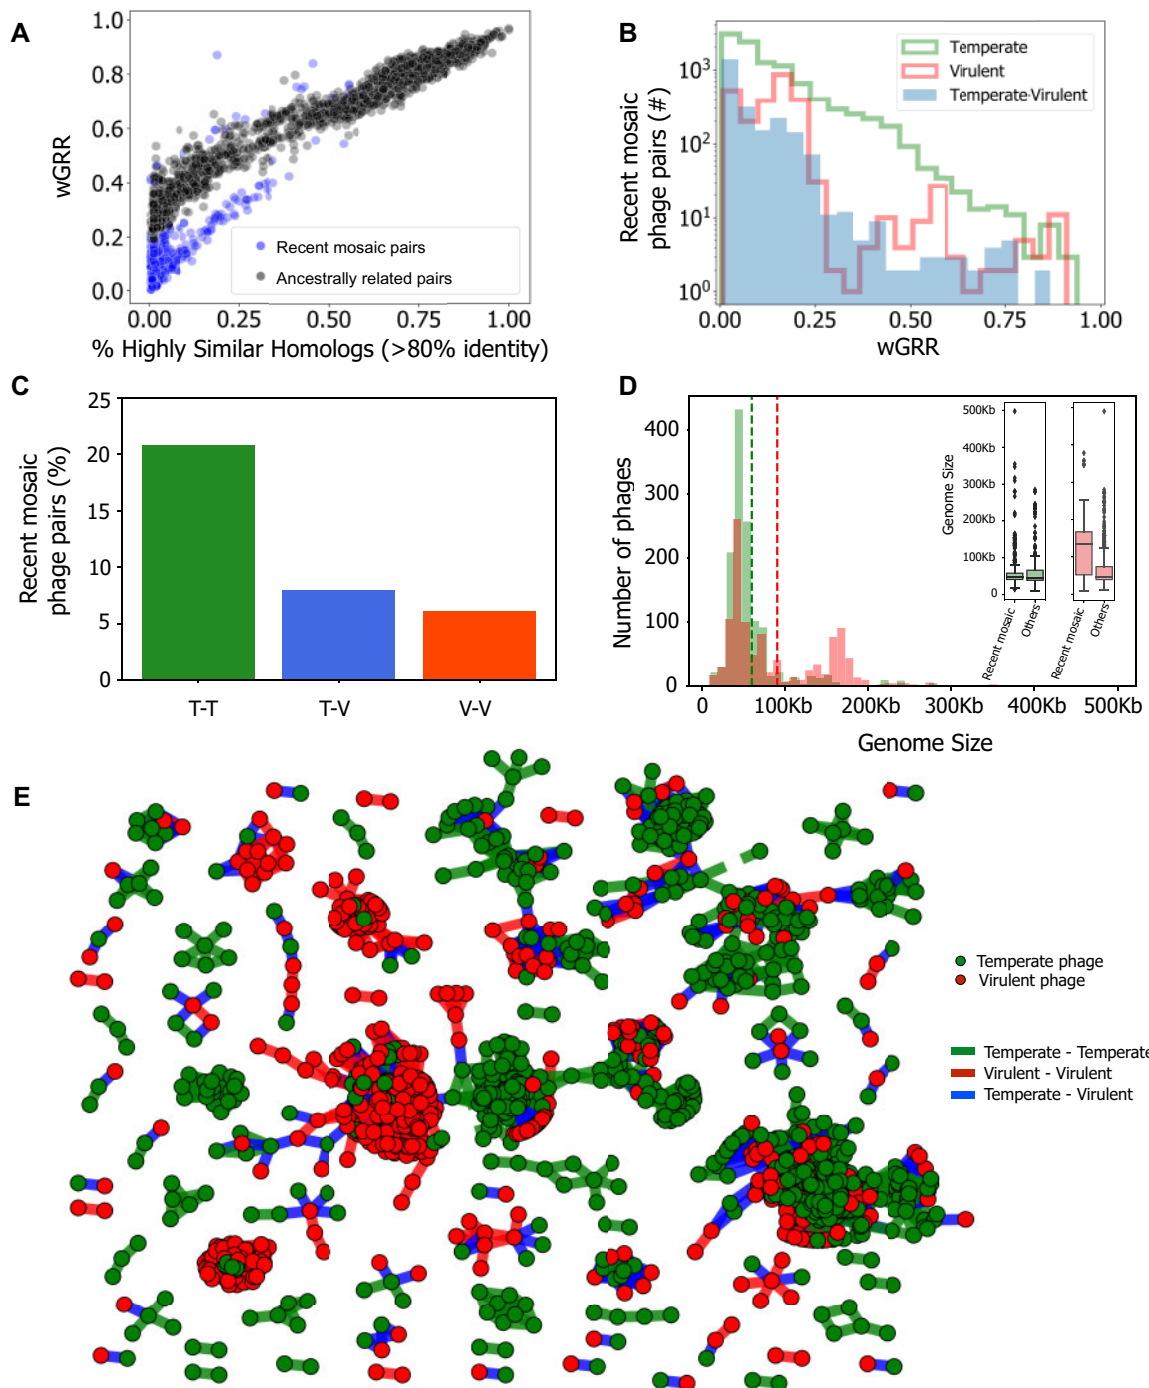 A
1.0
0.8
0.6
0.4
0.2
0.0
wGRR
Recent mosaic pairs
Ancestrally related pairs
0.00
0.25
0.50
0.75
1.00
% Highly Similar Homologs (>80% identity)
B
10³
10²
10¹
10⁰
Recent mosaic
phage pairs (#)
Temperate
Virulent
Temperate-Virulent
0.00
0.25
0.50
0.75
1.00
wGRR
C
25
20
15
10
5
0
Recent mosaic
phage pairs (%)
T-T
T-V
V-V
D
400
300
200
100
0
Number of phages
500Kb
400Kb
300Kb
200Kb
100Kb
0
Genome Size
Recent mosaic
Others
Recent mosaic
Others
0
100Kb
200Kb
300Kb
400Kb
500Kb
Genome Size
E
Temperate phage
Virulent phage
Temperate - Temperate
Virulent - Virulent
Temperate - Virulent